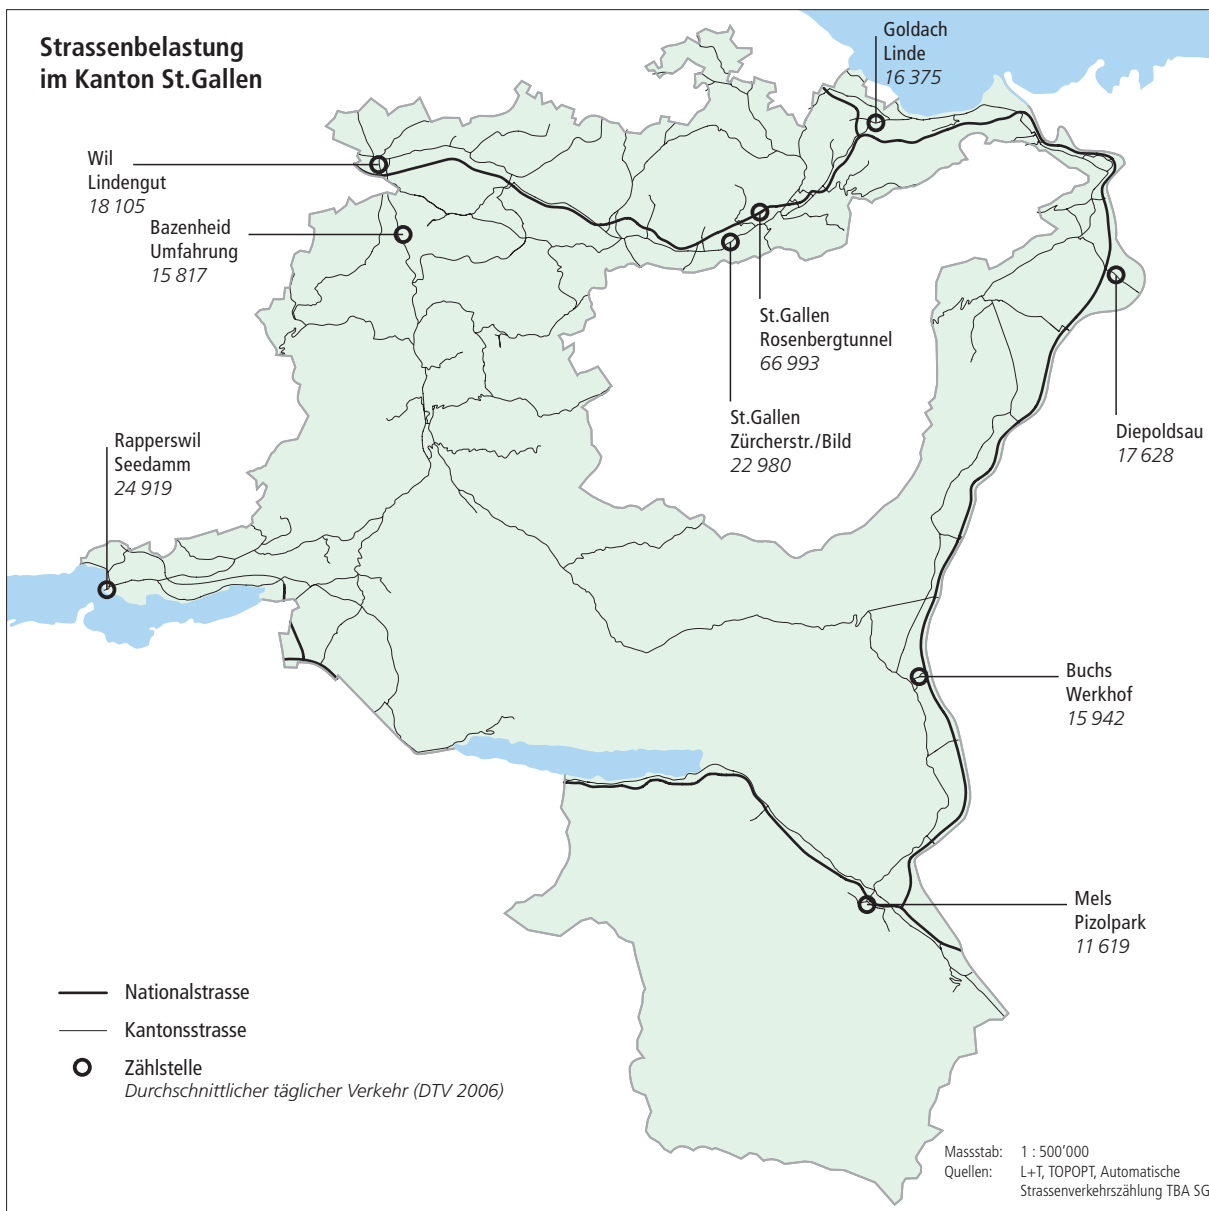 Strassenbelastung
im Kanton St.Gallen
Goldach
Linde
16 375
Wil
Lindengut
18 105
Bazenheid
Umfahrung
15 817
St.Gallen
Rosenbergtunnel
66 993
St.Gallen
Zürcherstr./Bild
22 980
Diepoldsau
17 628
Rapperswil
Seedamm
24 919
Buchs
Werkhof
15 942
Mels
Pizolpark
11 619
Nationalstrasse
Kantonsstrasse
Zählstelle
Durchschnittlicher täglicher Verkehr (DTV 2006)
Massstab: 1 : 500’000
Quellen: L+T, TOPOPT, Automatische
Strassenverkehrszählung TBA SG